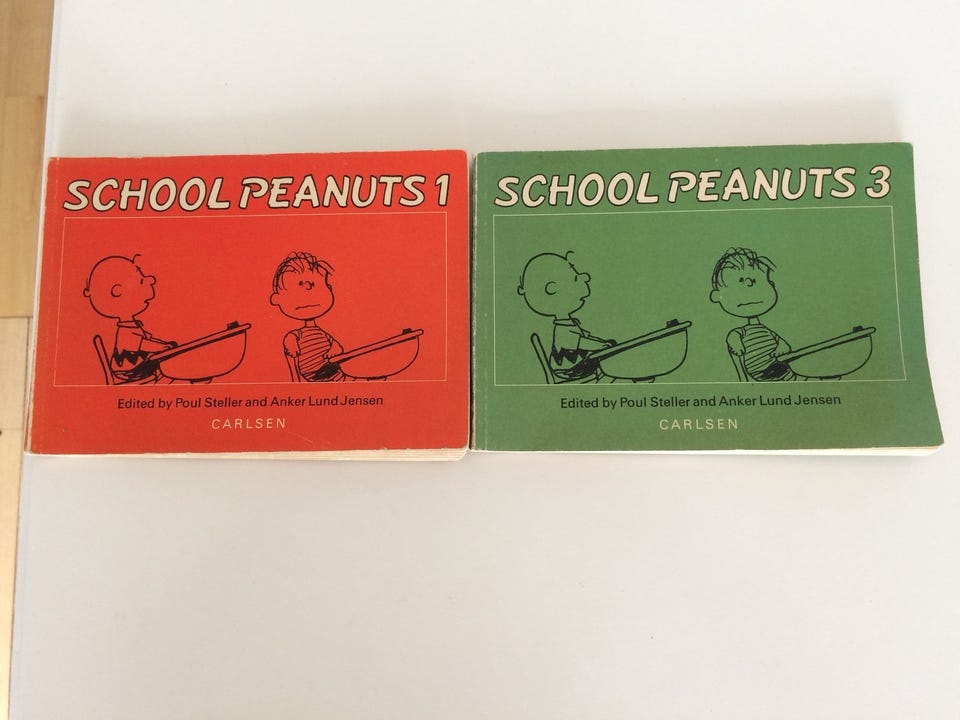 SCHOOL PEANUTS 1
Edited by Poul Steller and Anker Lund Jensen
CARLSEN
SCHOOL PEANUTS 3
Edited by Poul Steller and Anker Lund Jensen
CARLSEN